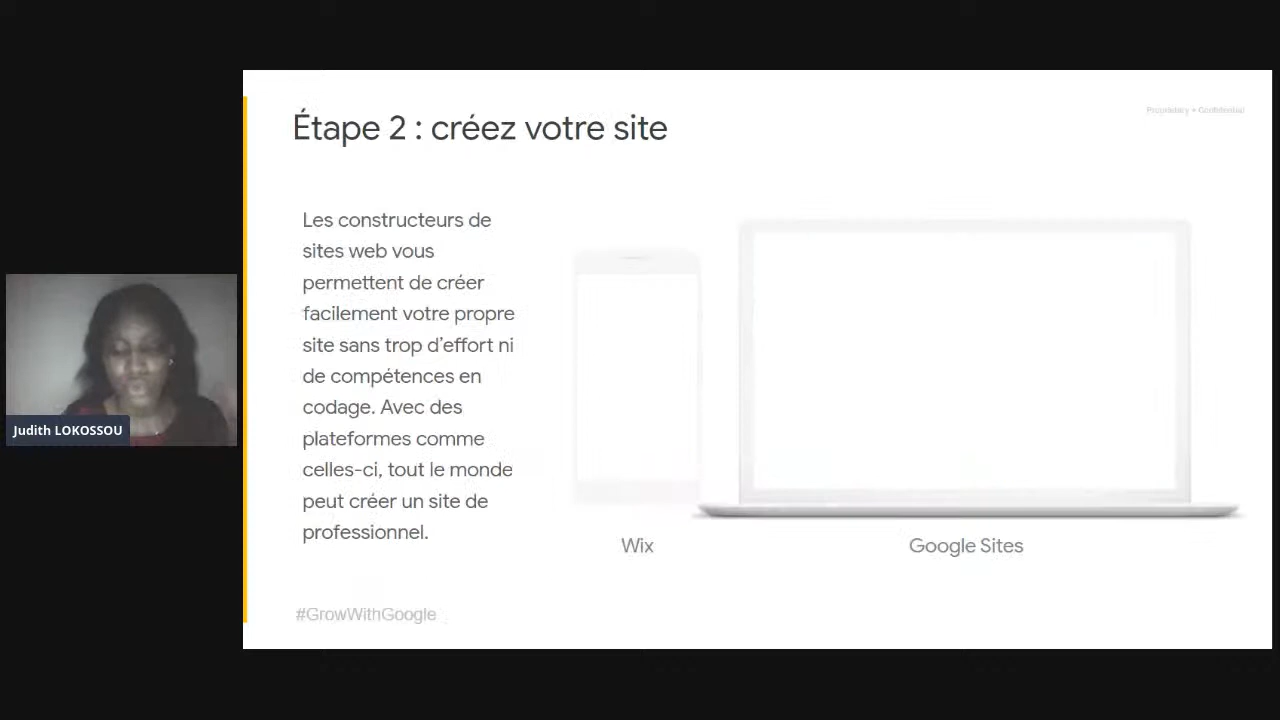 Étape 2 : créez votre site
Proprietary + Confidential
Les constructeurs de
sites web vous
permettent de créer
facilement votre propre
site sans trop d’effort ni
de compétences en
codage. Avec des
plateformes comme
celles-ci, tout le monde
peut créer un site de
professionnel.
Wix
Google Sites
Judith LOKOSSOU
#GrowWithGoogle